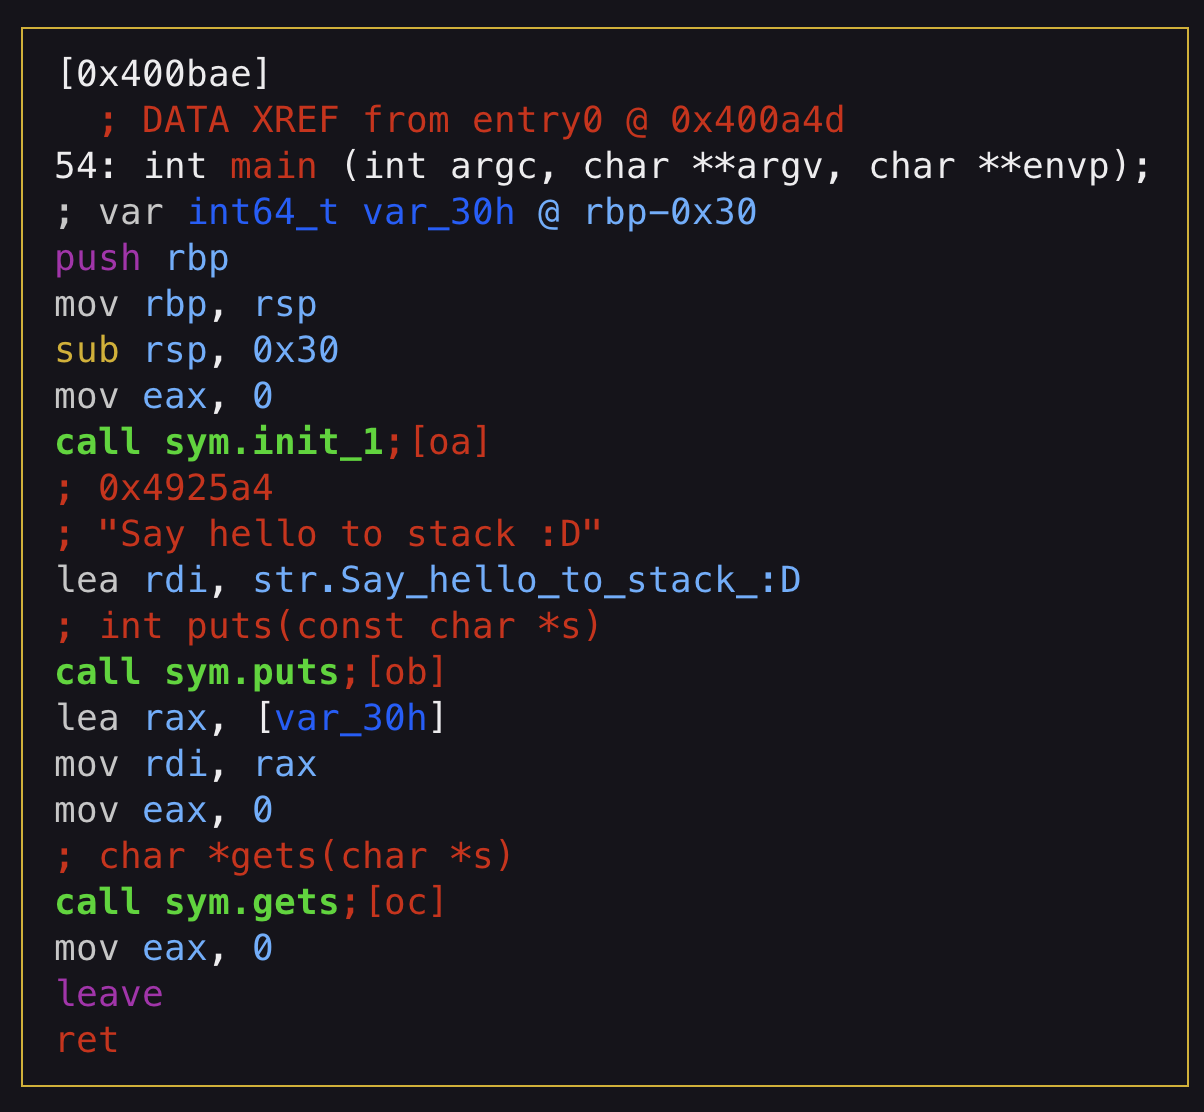 [0x400bae]
; DATA XREF from entry0 @ 0x400a4d
54: int main (int argc, char **argv, char **envp);
; var int64_t var_30h @ rbp-0x30
push rbp
mov rbp, rsp
sub rsp, 0x30
mov eax, 0
call sym.init_1;[oa]
; 0x4925a4
; "Say hello to stack :D"
lea rdi, str.Say_hello_to_stack_:D
; int puts(const char *s)
call sym.puts;[ob]
lea rax, [var_30h]
mov rdi, rax
mov eax, 0
; char *gets(char *s)
call sym.gets;[oc]
mov eax, 0
leave
ret